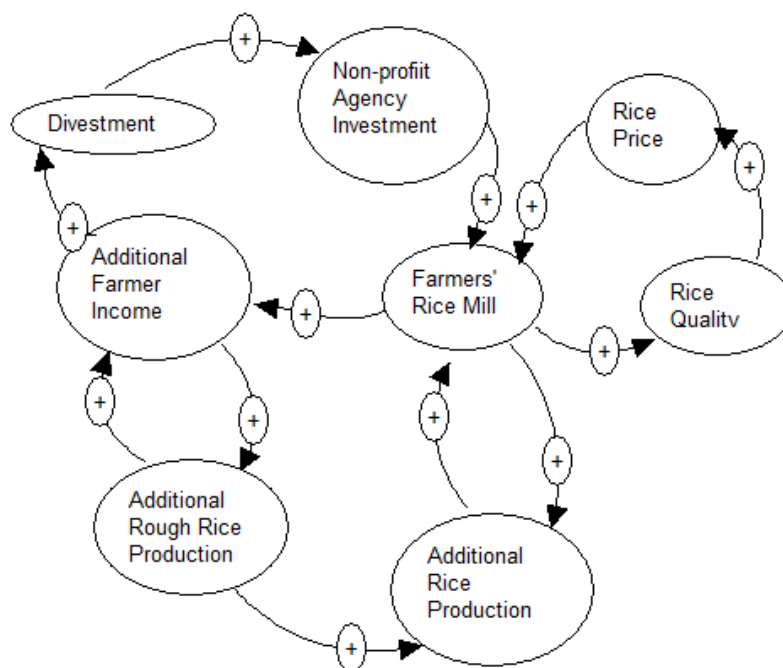 +
Non-profiit
Agency
Investment
Divestment
Rice
Price
+
+
+
+
Additional
Farmer
Income
Farmers'
Rice Mill
Rice
Quality
+
+
+
+
+
+
Additional
Rough Rice
Production
Additional
Rice
Production
+